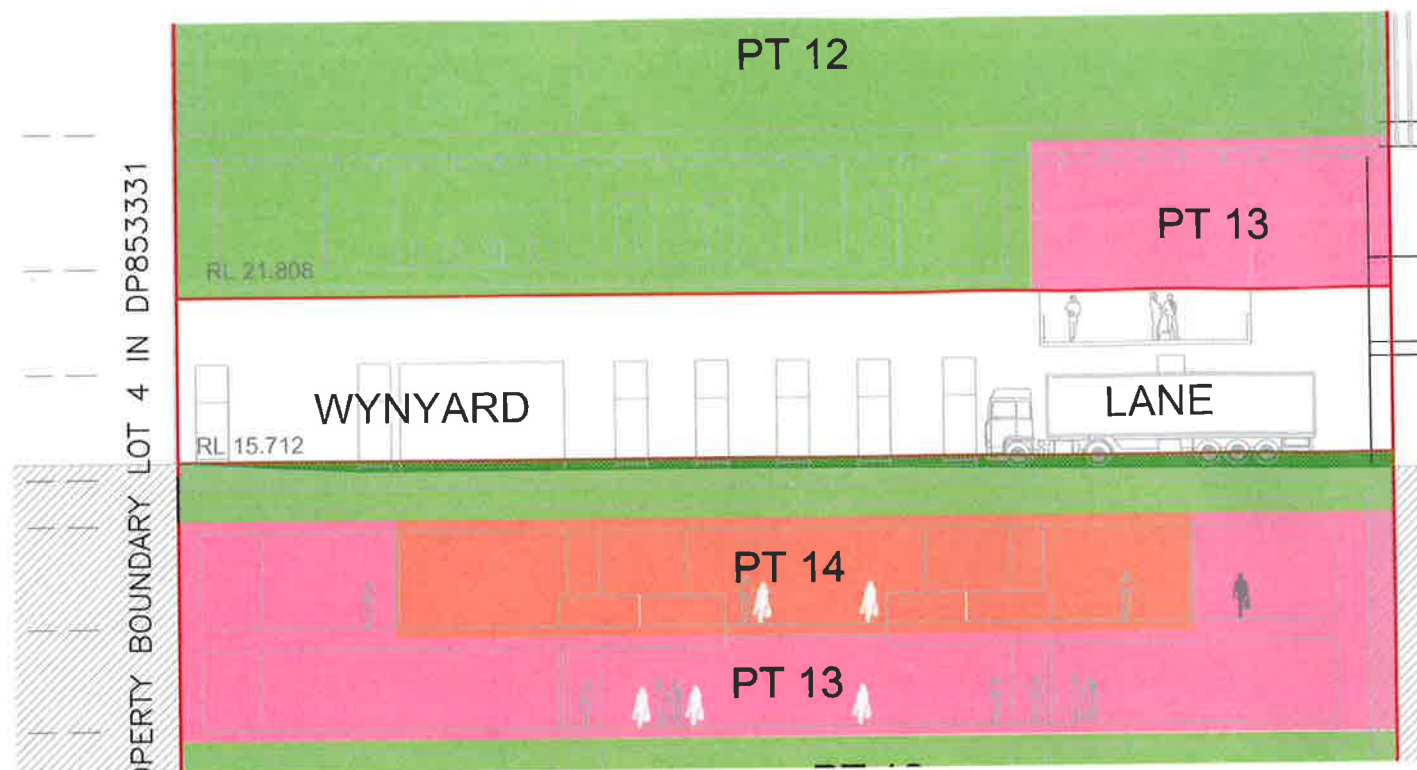 PT 12
PT 13
RL 21.808
WYNYARD LANE
RL 15.712
PT 14
PT 13
PROPERTY BOUNDARY LOT 4 IN DP853331